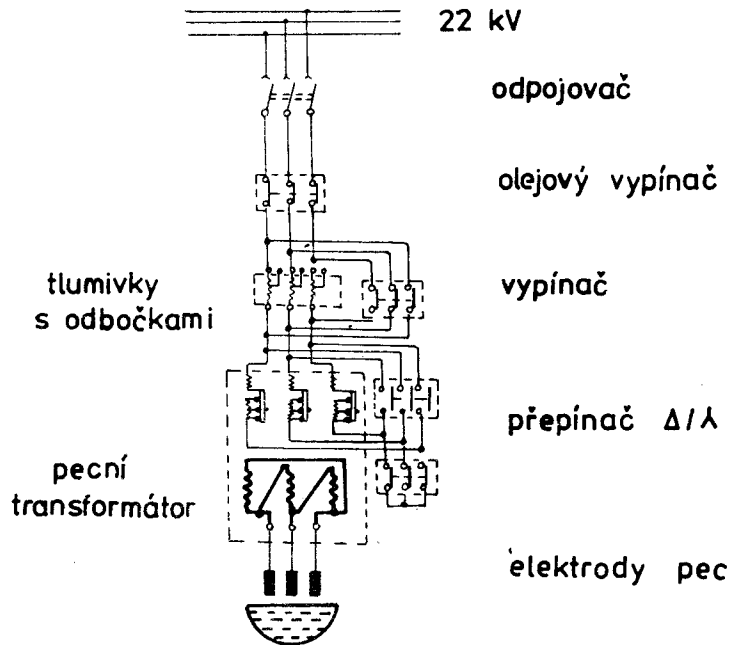 22 kV
odpojovač
olejový vypínač
tlumivky
s odbočkami
vypínač
přepínač Δ/⅄
pecní
transformátor
elektrody pec